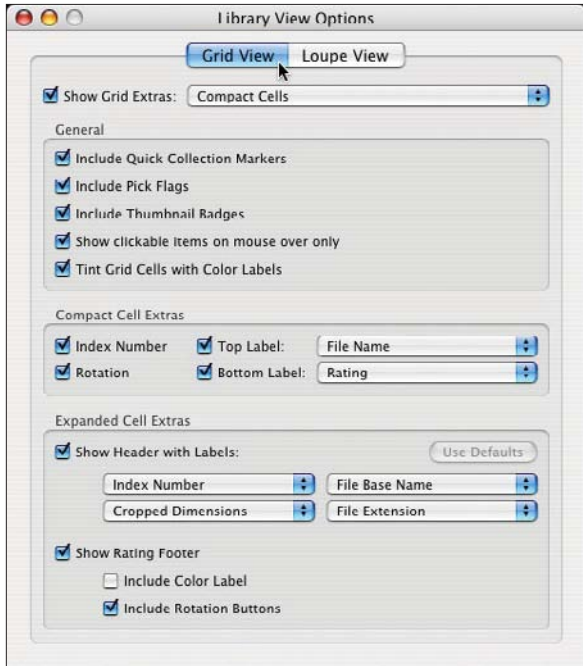 Library View Options
Grid View Loupe View
Show Grid Extras: Compact Cells
General
Include Quick Collection Markers
Include Pick Flags
Include Thumbnail Badges
Show clickable items on mouse over only
Tint Grid Cells with Color Labels
Compact Cell Extras
Index Number Top Label: File Name
Rotation Bottom Label: Rating
Expanded Cell Extras
Show Header with Labels: Use Defaults
Index Number File Base Name
Cropped Dimensions File Extension
Show Rating Footer
Include Color Label
Include Rotation Buttons